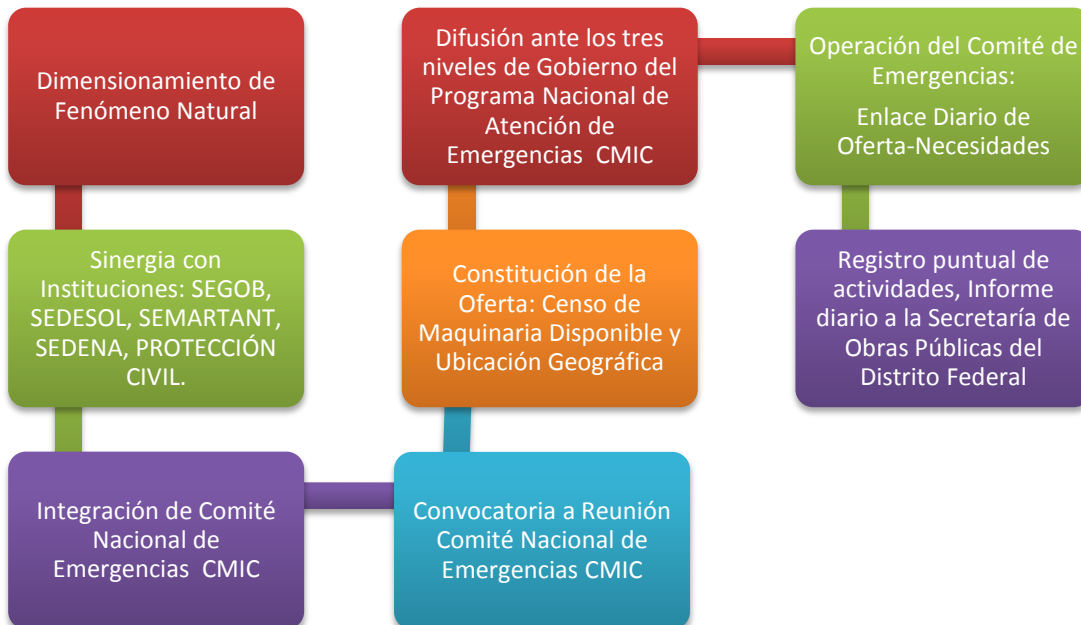 Dimensionamiento de
Fenómeno Natural
Sinergia con
Instituciones: SEGOB,
SEDESOL, SEMARTANT,
SEDENA, PROTECCIÓN
CIVIL.
Integración de Comité
Nacional de
Emergencias CMIC
Convocatoria a Reunión
Comité Nacional de
Emergencias CMIC
Constitución de la
Oferta: Censo de
Maquinaria Disponible y
Ubicación Geográfica
Difusión ante los tres
niveles de Gobierno del
Programa Nacional de
Atención de
Emergencias CMIC
Operación del Comité de
Emergencias:
Enlace Diario de
Oferta-Necesidades
Registro puntual de
actividades, Informe
diario a la Secretaría de
Obras Públicas del
Distrito Federal